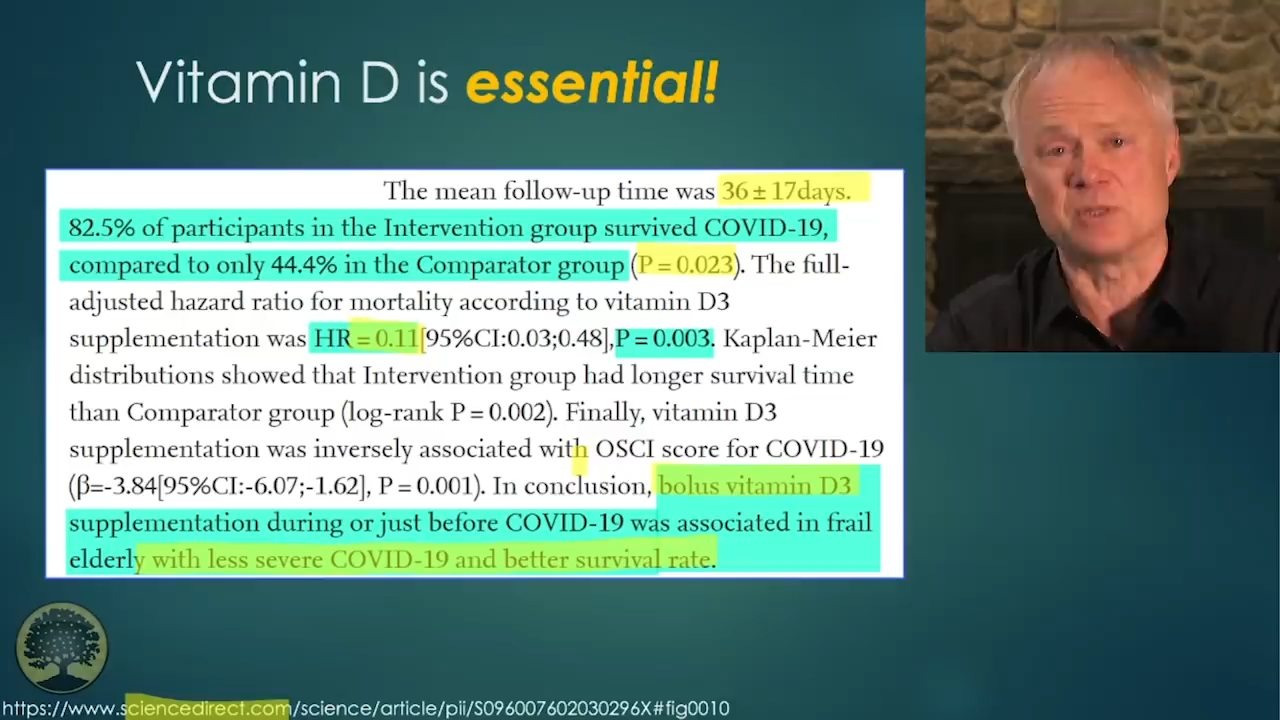 Vitamin D is essential!
The mean follow-up time was 36 ± 17days.
82.5% of participants in the Intervention group survived COVID-19,
compared to only 44.4% in the Comparator group (P = 0.023). The full-
adjusted hazard ratio for mortality according to vitamin D3
supplementation was HR = 0.11[95%CI:0.03;0.48],P = 0.003. Kaplan-Meier
distributions showed that Intervention group had longer survival time
than Comparator group (log-rank P = 0.002). Finally, vitamin D3
supplementation was inversely associated with OSCI score for COVID-19
(β=-3.84[95%CI:-6.07;-1.62], P = 0.001). In conclusion, bolus vitamin D3
supplementation during or just before COVID-19 was associated in frail
elderly with less severe COVID-19 and better survival rate.
https://www.sciencedirect.com/science/article/pii/S096007602030296X#fig0010